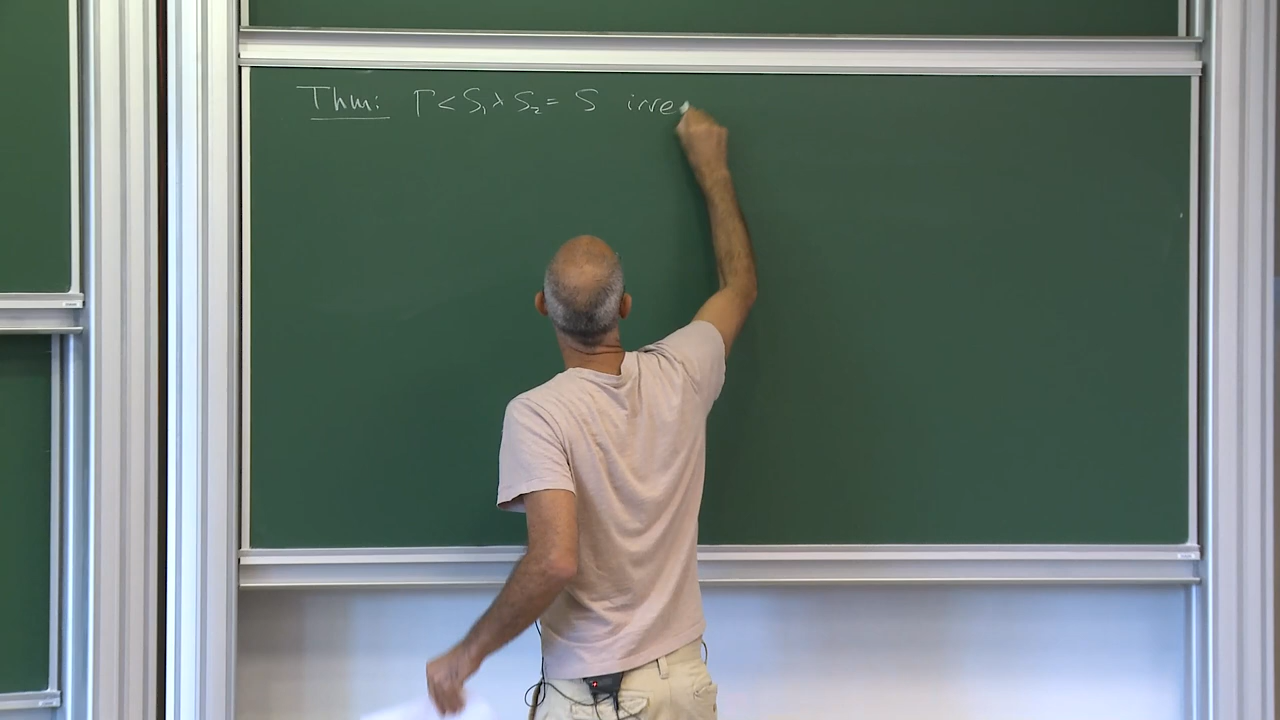 Thm: Γ < S₁ × S₂ = S irre